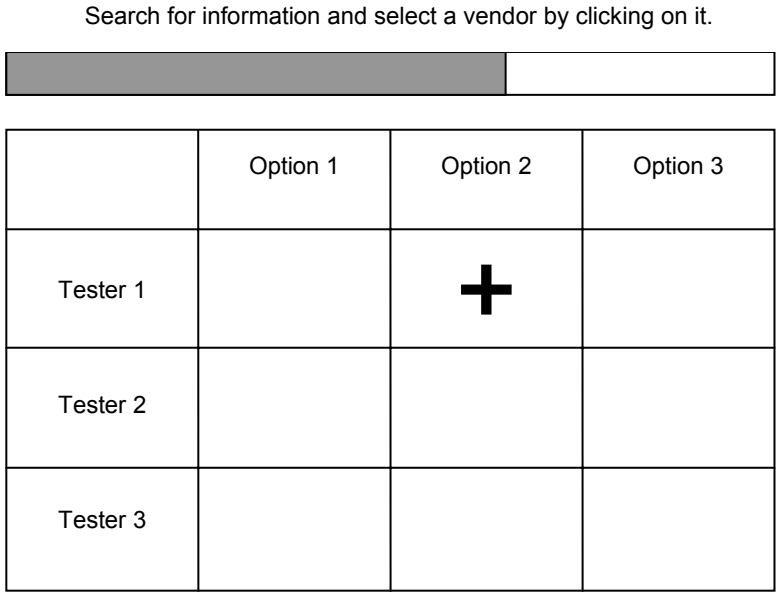 Search for information and select a vendor by clicking on it.
Option 1 Option 2 Option 3
Tester 1 +
Tester 2
Tester 3